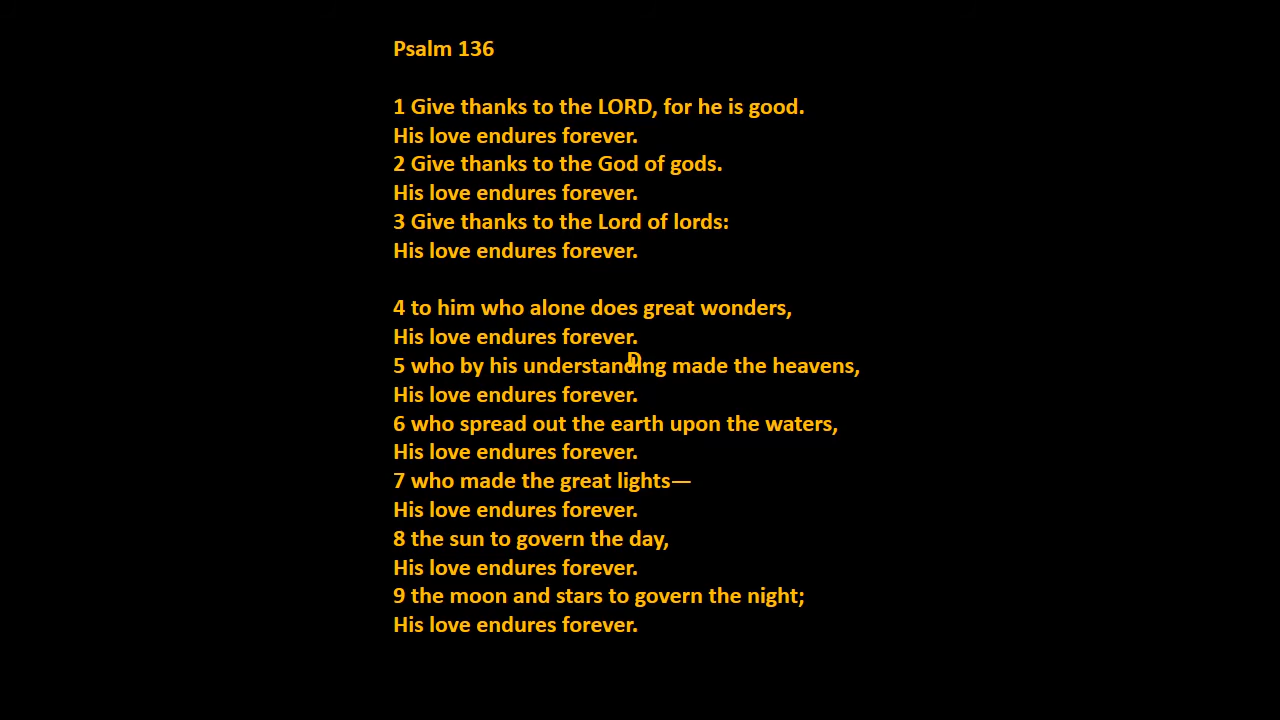 Psalm 136
1 Give thanks to the LORD, for he is good.
His love endures forever.
2 Give thanks to the God of gods.
His love endures forever.
3 Give thanks to the Lord of lords:
His love endures forever.
4 to him who alone does great wonders,
His love endures forever.
D
5 who by his understanding made the heavens,
His love endures forever.
6 who spread out the earth upon the waters,
His love endures forever.
7 who made the great lights—
His love endures forever.
8 the sun to govern the day,
His love endures forever.
9 the moon and stars to govern the night;
His love endures forever.